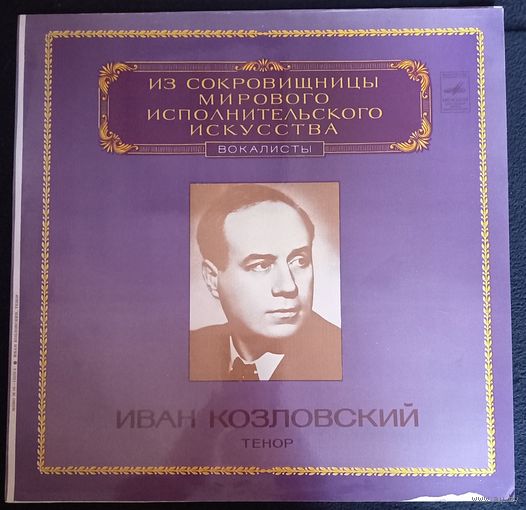 ИЗ СОКРОВИЩНИЦЫ
МИРОВОГО
ИСПОЛНИТЕЛЬСКОГО
ИСКУССТВА
ВОКАЛИСТЫ
ИВАН КОЗЛОВСКИЙ
ТЕНОР